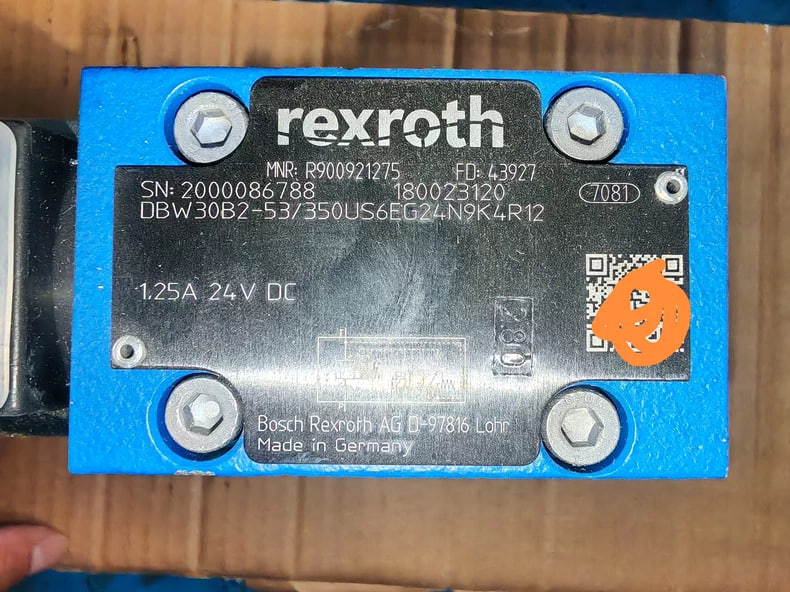 rexroth
MNR: R900921275 FD: 43927
SN: 2000086788 180023120 7081
DBW30B2-53/350US6EG24N9K4R12
1.25A 24V DC
280
Bosch Rexroth AG D-97816 Lohr
Made in Germany